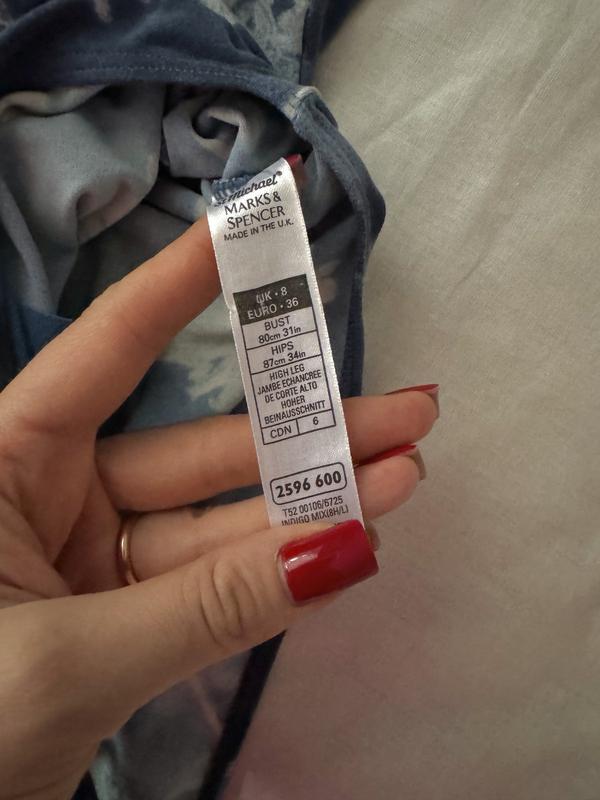 St Michael®
MARKS &
SPENCER
MADE IN THE U.K.
UK • 8
EURO • 36
BUST
80cm 31in
HIPS
87cm 34in
HIGH LEG
JAMBE ECHANCREE
DE CORTE ALTO
HOHER
BEINAUSSCHNITT
CDN 6
2596 600
T52 00106/6725
INDIGO MIX(8H/L)